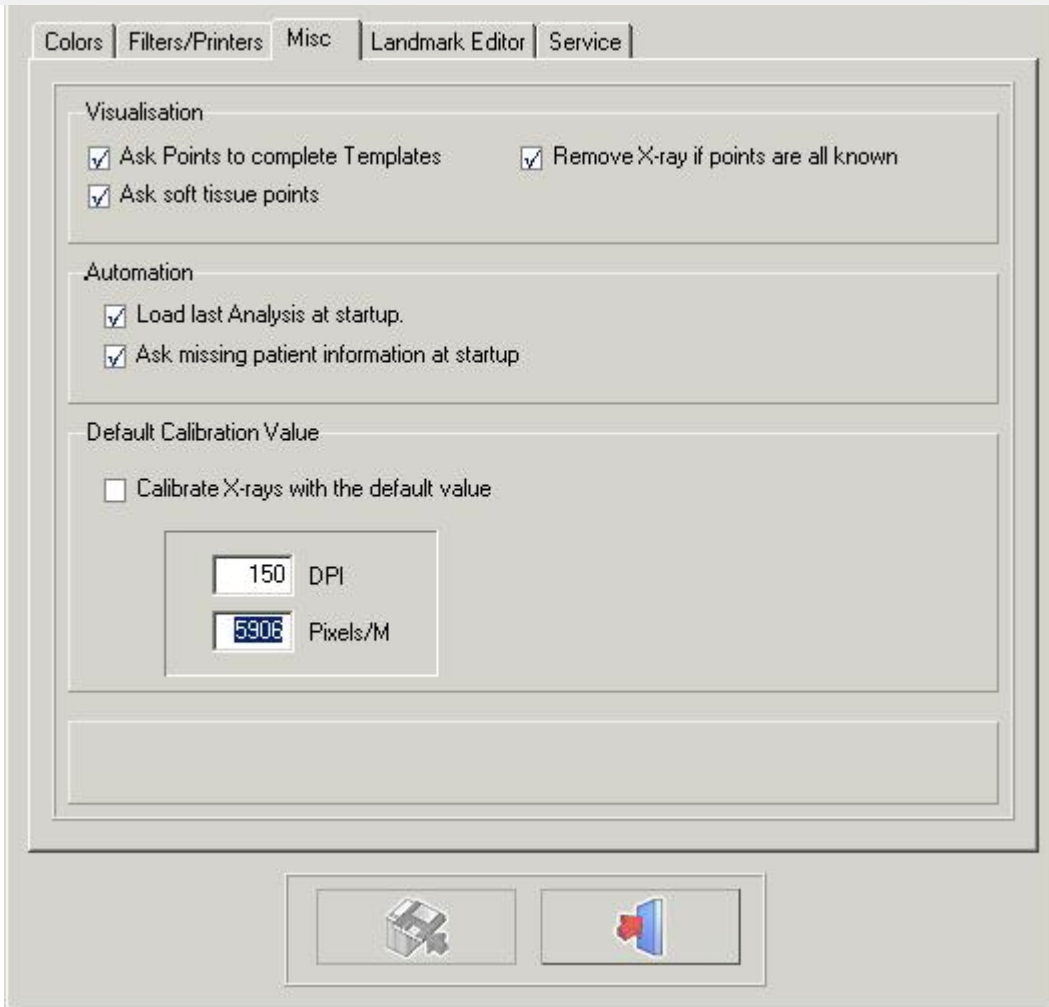 Colors Filters/Printers Misc Landmark Editor Service
Visualisation
Ask Points to complete Templates Remove X-ray if points are all known
Ask soft tissue points
Automation
Load last Analysis at startup.
Ask missing patient information at startup
Default Calibration Value
Calibrate X-rays with the default value
150 DPI
5906 Pixels/M